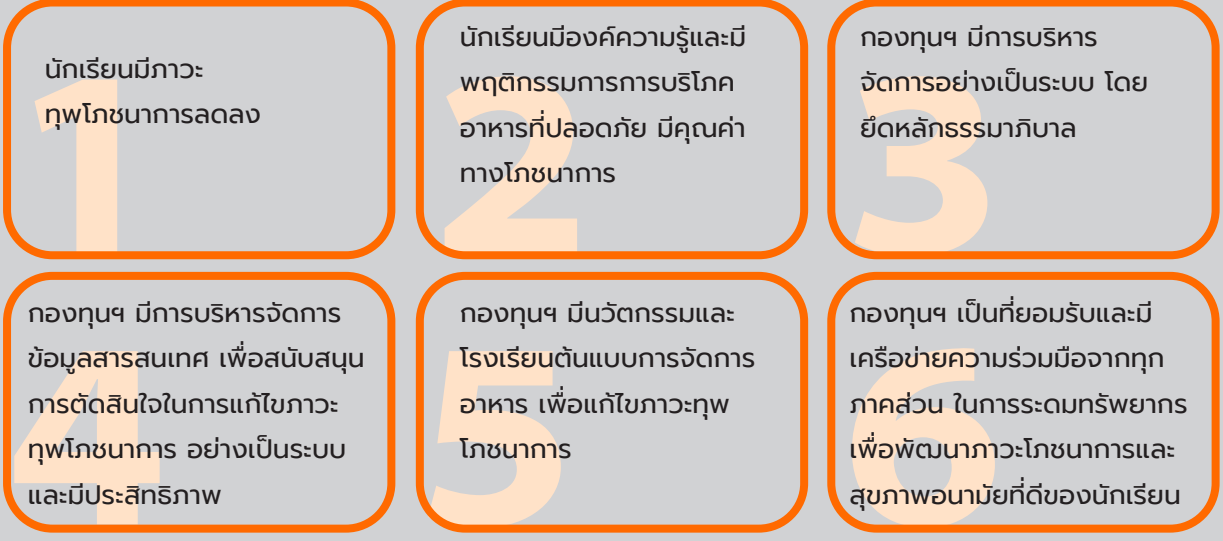 1
นักเรียนมีภาวะ
ทุพโภชนาการลดลง
2
นักเรียนมีองค์ความรู้และมี
พฤติกรรมการการบริโภค
อาหารที่ปลอดภัย มีคุณค่า
ทางโภชนาการ
3
กองทุนฯ มีการบริหาร
จัดการอย่างเป็นระบบ โดย
ยึดหลักธรรมาภิบาล
4
กองทุนฯ มีการบริหารจัดการ
ข้อมูลสารสนเทศ เพื่อสนับสนุน
การตัดสินใจในการแก้ไขภาวะ
ทุพโภชนาการ อย่างเป็นระบบ
และมีประสิทธิภาพ
5
กองทุนฯ มีนวัตกรรมและ
โรงเรียนต้นแบบการจัดการ
อาหาร เพื่อแก้ไขภาวะทุพ
โภชนาการ
6
กองทุนฯ เป็นที่ยอมรับและมี
เครือข่ายความร่วมมือจากทุก
ภาคส่วน ในการระดมทรัพยากร
เพื่อพัฒนาภาวะโภชนาการและ
สุขภาพอนามัยที่ดีของนักเรียน